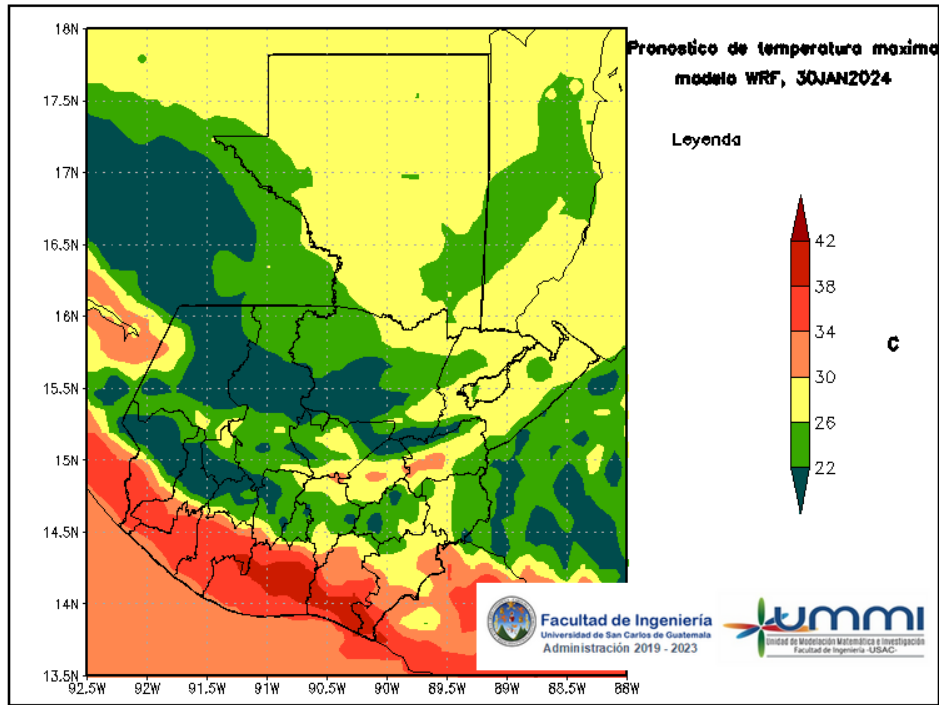 Pronostico de temperatura maxima
modelo WRF, 30JAN2024
Leyenda
42
38
34
30
26
22
C
18N
17.5N
17N
16.5N
16N
15.5N
15N
14.5N
14N
13.5N
92.5W
92W
91.5W
91W
90.5W
90W
89.5W
89W
88.5W
88W
Facultad de Ingeniería
Universidad de San Carlos de Guatemala
Administración 2019 - 2023
UMMI
Unidad de Modelación Matemática e Investigación
Facultad de Ingeniería -USAC-